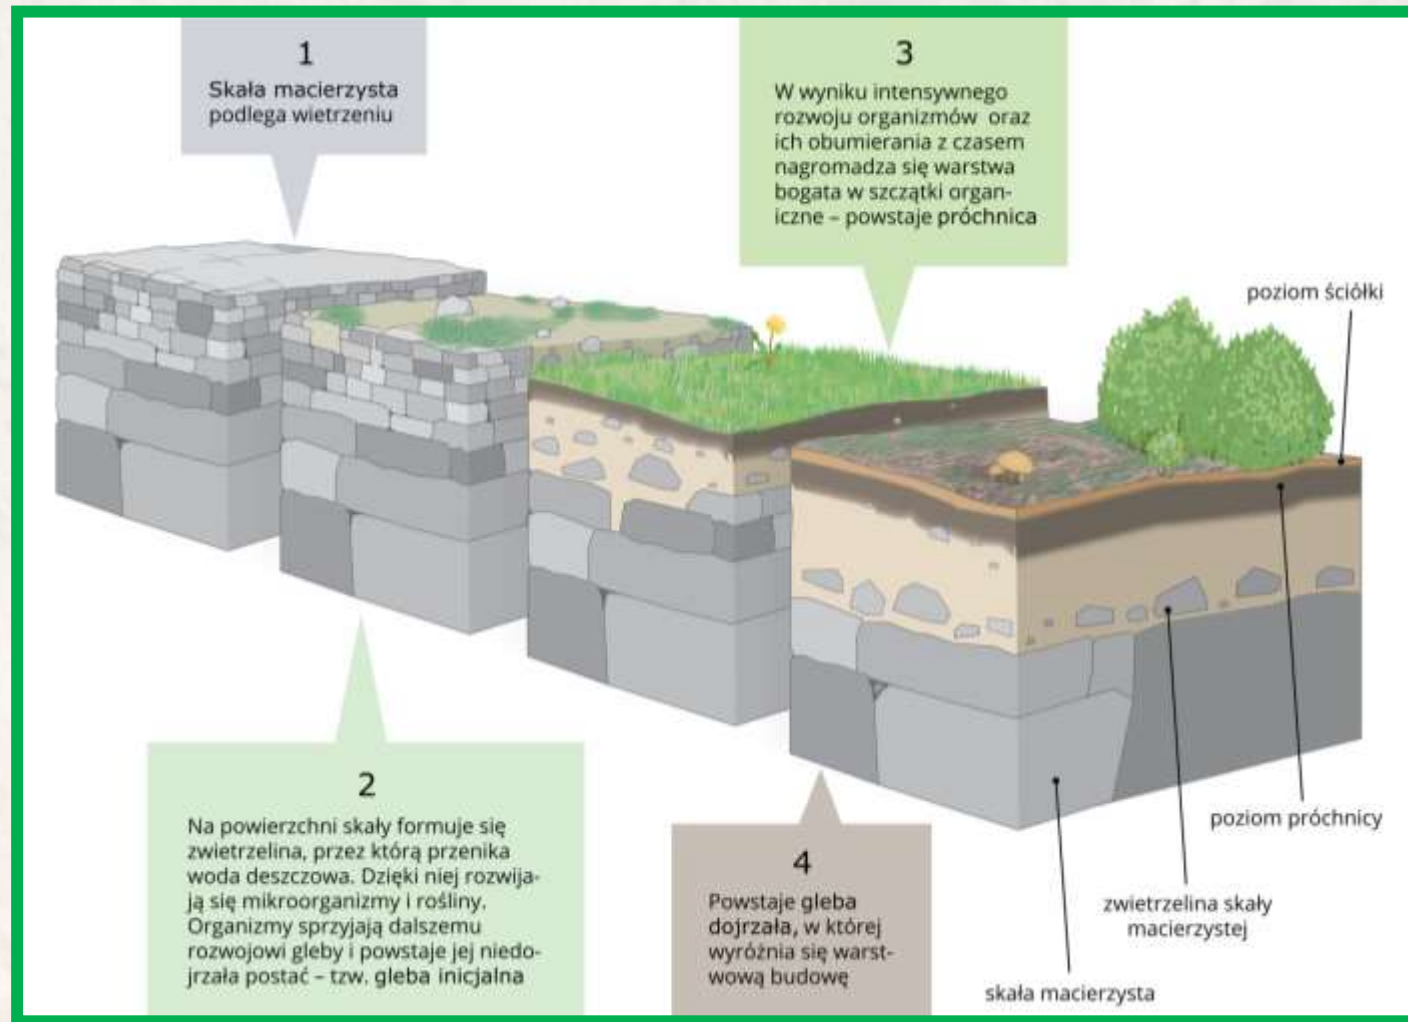 1
Skała macierzysta
podlega wietrzeniu
2
Na powierzchni skały formuje się
zwietrzelina, przez którą przenika
woda deszczowa. Dzięki niej rozwija-
ją się mikroorganizmy i rośliny.
Organizmy sprzyjają dalszemu
rozwojowi gleby i powstaje jej niedo-
jrzała postać – tzw. gleba inicjalna
3
W wyniku intensywnego
rozwoju organizmów oraz
ich obumierania z czasem
nagromadza się warstwa
bogata w szczątki organ-
iczne – powstaje próchnica
4
Powstaje gleba
dojrzała, w której
wyróżnia się warst-
wową budowę
poziom ściółki
poziom próchnicy
zwietrzelina skały
macierzystej
skała macierzysta